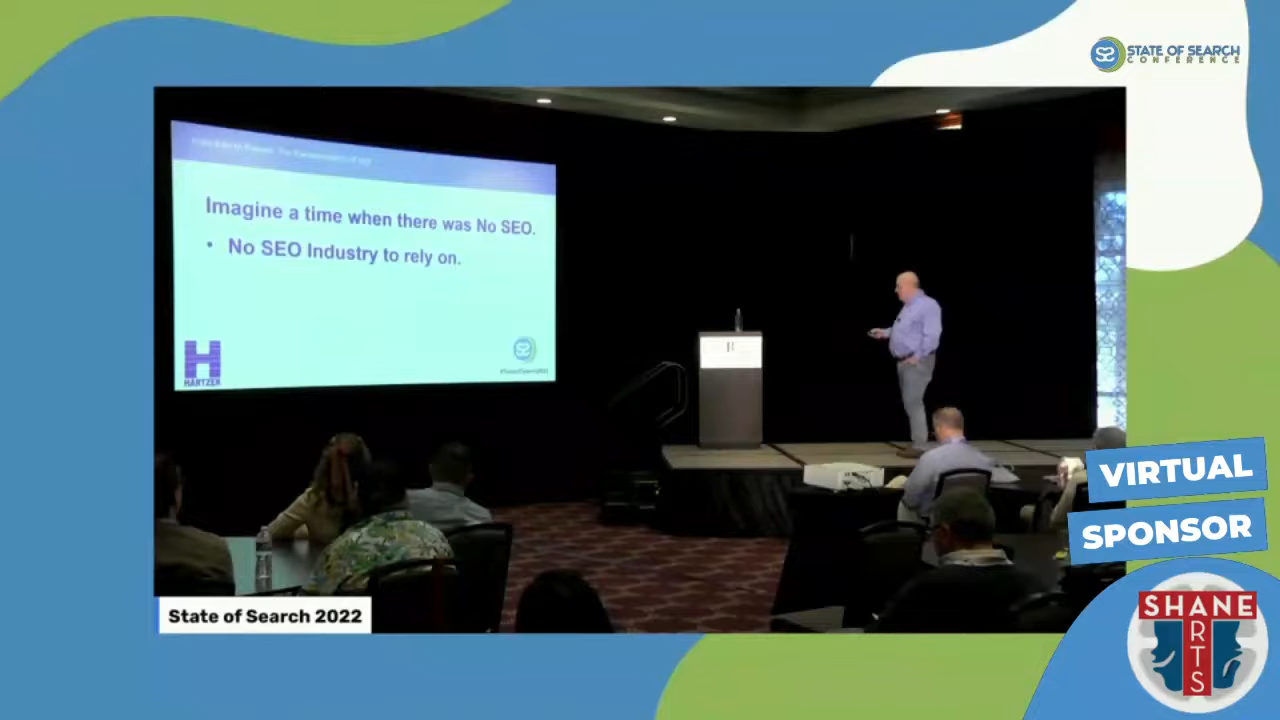 STATE OF SEARCH
CONFERENCE
Imagine a time when there was No SEO.
• No SEO Industry to rely on.
HARTZER
State of Search 2022
VIRTUAL
SPONSOR
SHANE
ARTS